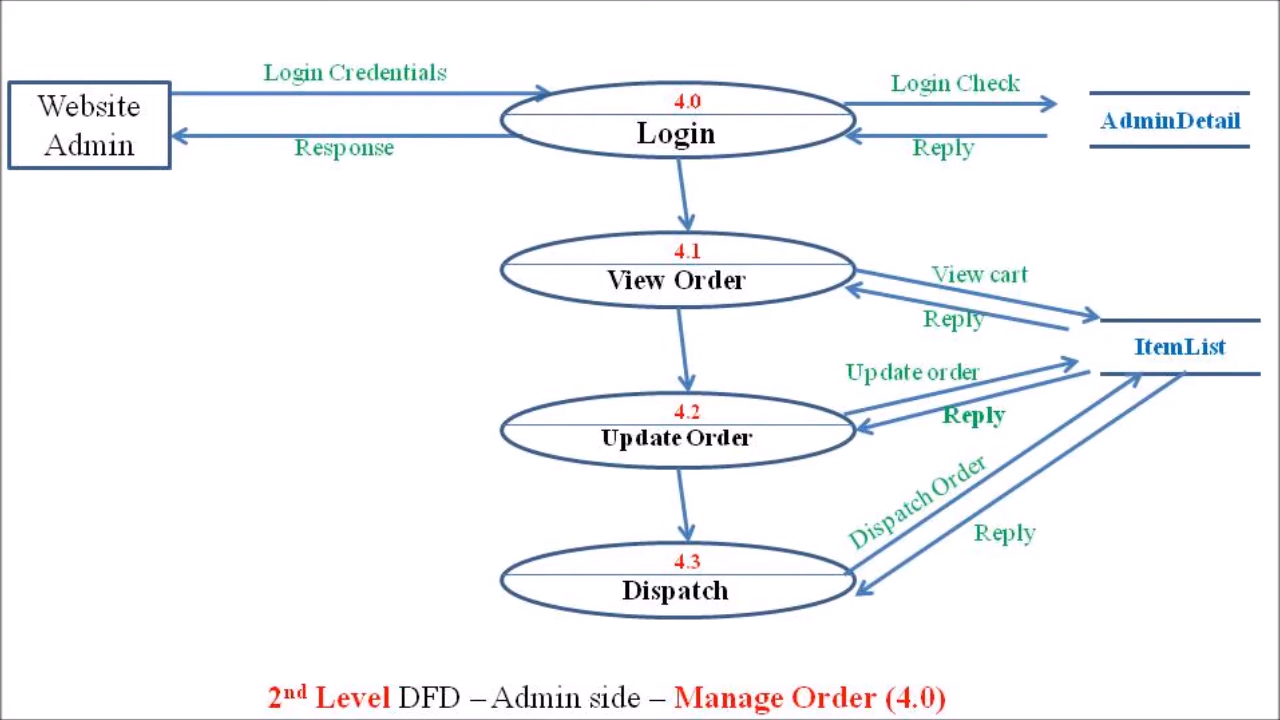 Login Credentials
Login Check
Website
Admin
4.0
Login
AdminDetail
Response
Reply
4.1
View Order
View cart
Reply
ItemList
Update order
4.2
Update Order
Reply
Dispatch Order
Reply
4.3
Dispatch
2nd Level DFD – Admin side – Manage Order (4.0)